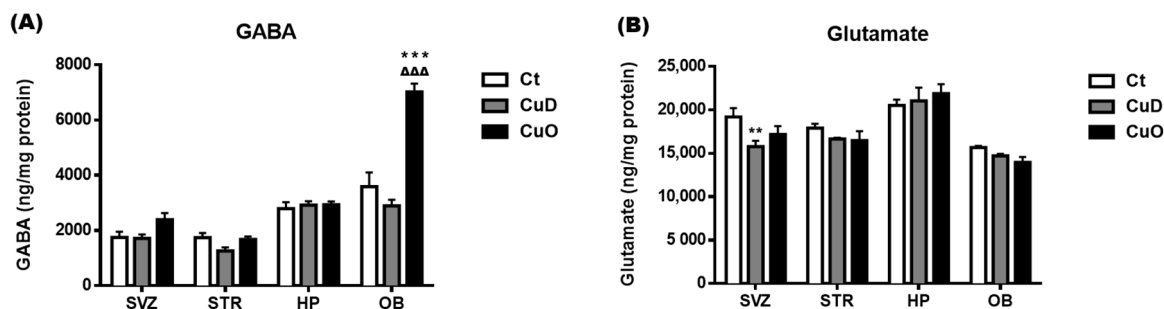 (A)
GABA
GABA (ng/mg protein)
8000
6000
4000
2000
0
***
ΔΔΔ
SVZ STR HP OB
Ct
CuD
CuO
(B)
Glutamate
Glutamate (ng/mg protein)
25,000
20,000
15,000
10,000
5 000
0
**
SVZ STR HP OB
Ct
CuD
CuO